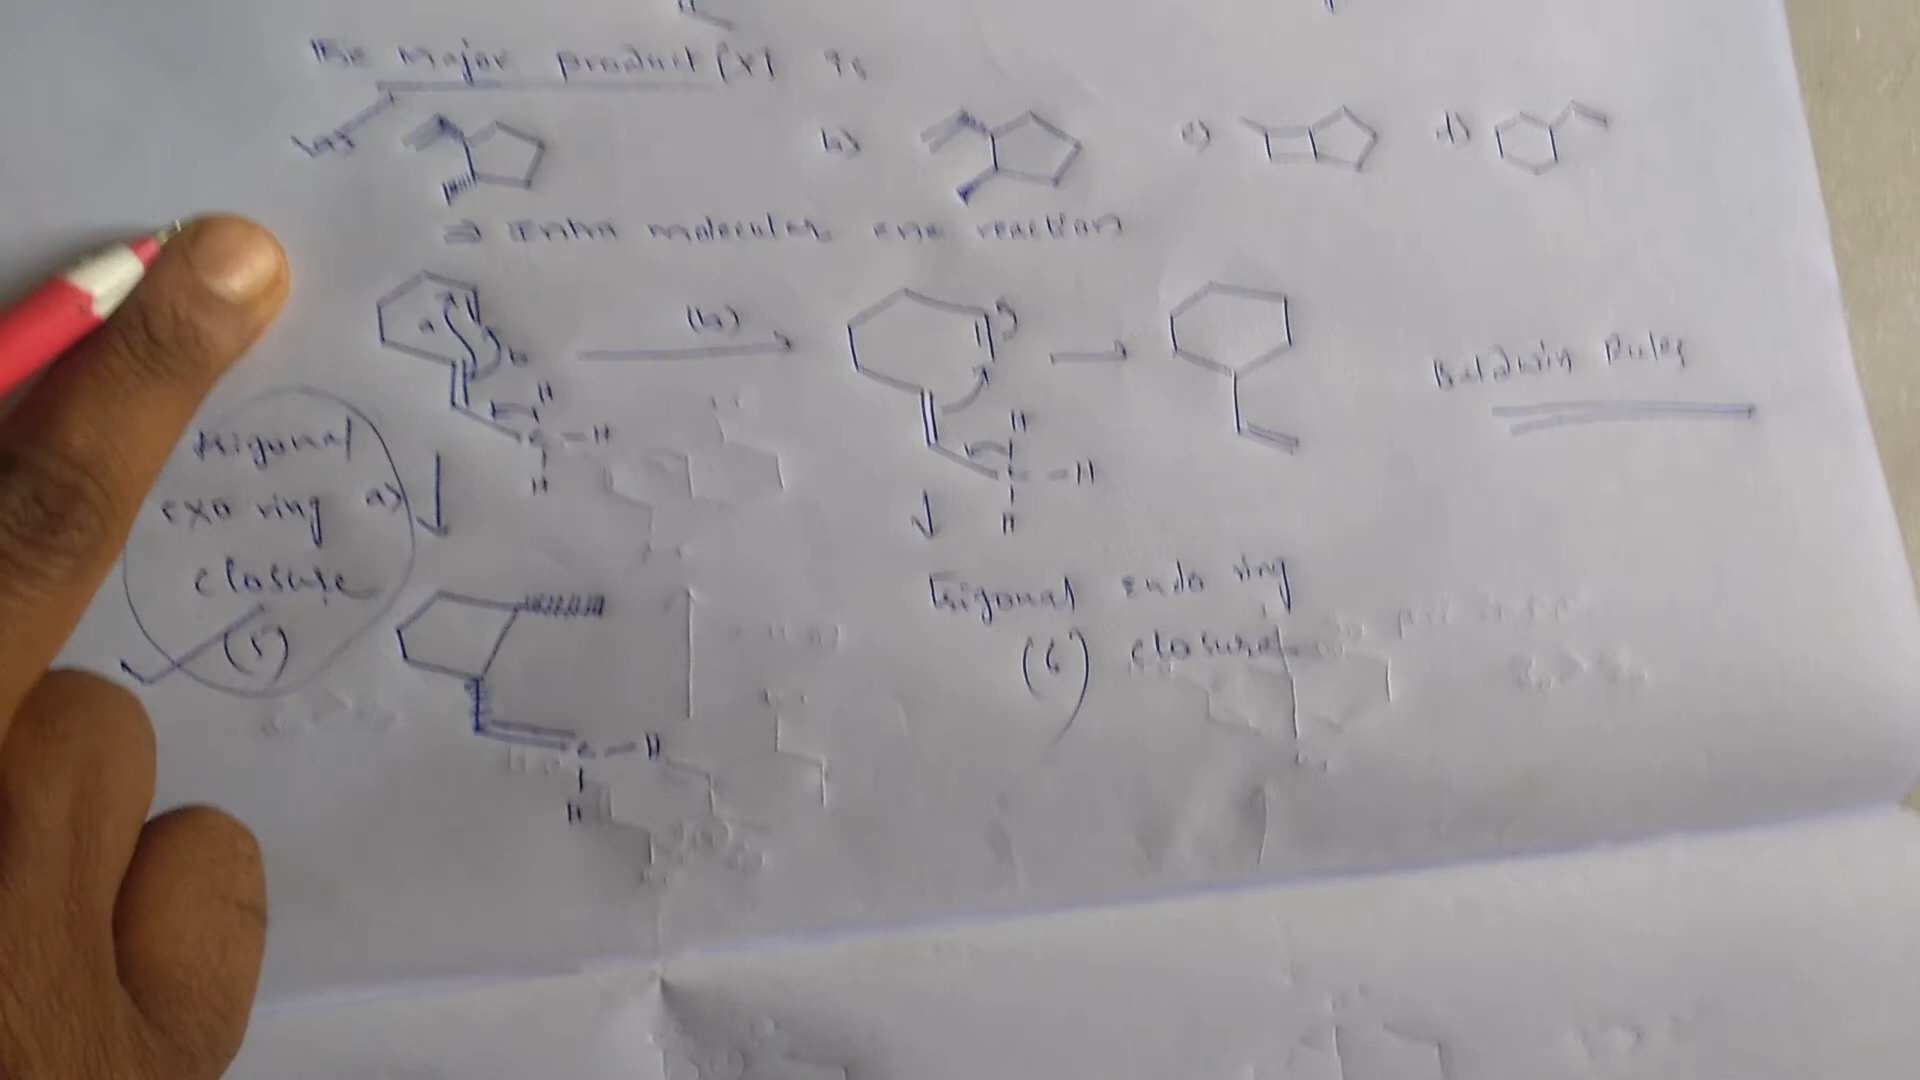 The major product (x) is
(a) b) c) d)
⇒ Intra molecular ene reaction
a b
(b)
H
C - H
H
H
C - H
H
Baldwin Rules
trigonal
exo ring a)
closure
(5)
trigonal endo ring
(6) closure
C - H
H